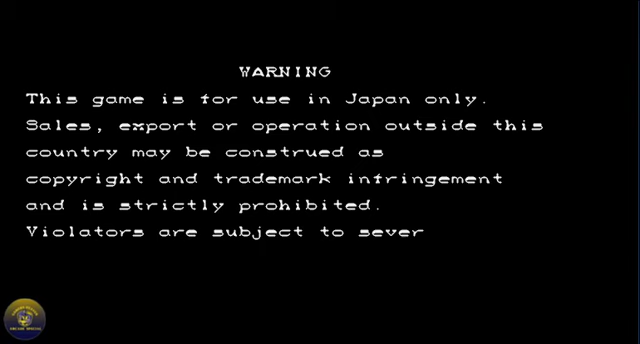 WARNING
This game is for use in Japan only.
Sales, export or operation outside this
country may be construed as
copyright and trademark infringement
and is strictly prohibited.
Violators are subject to sever